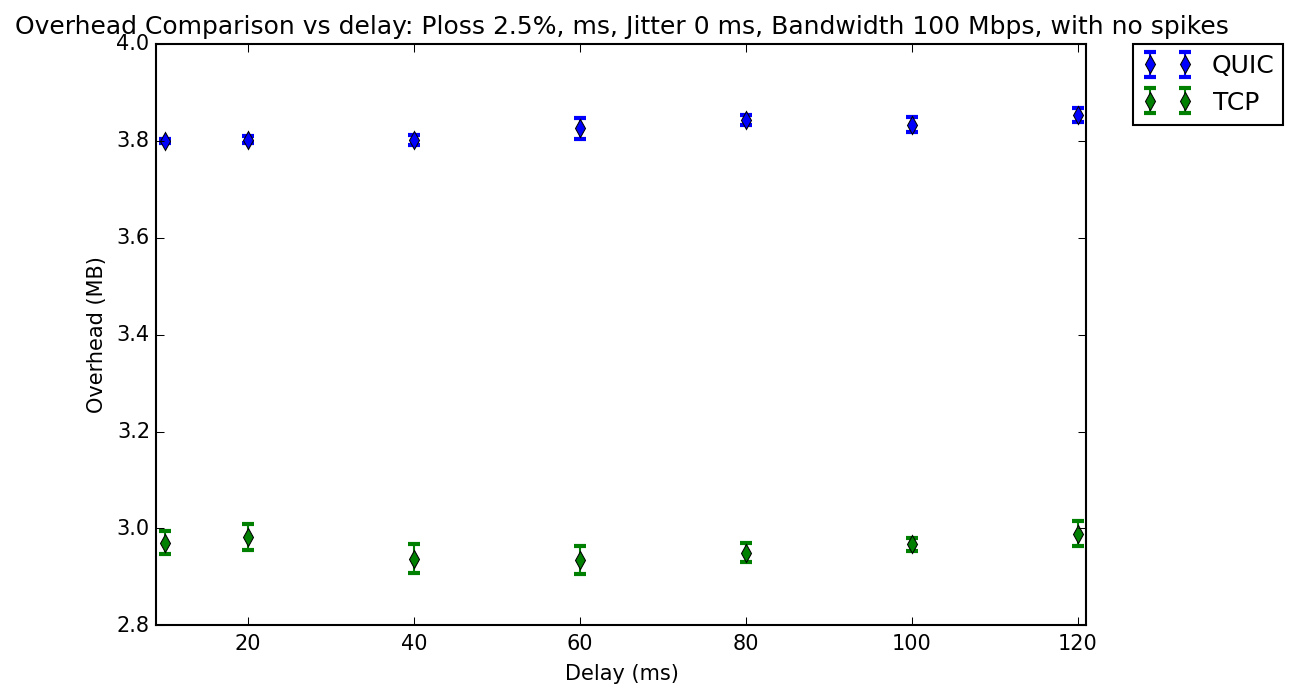 Overhead Comparison vs delay: Ploss 2.5%, ms, Jitter 0 ms, Bandwidth 100 Mbps, with no spikes
QUIC
TCP
Overhead (MB)
4.0
3.8
3.6
3.4
3.2
3.0
2.8
20 40 60 80 100 120
Delay (ms)